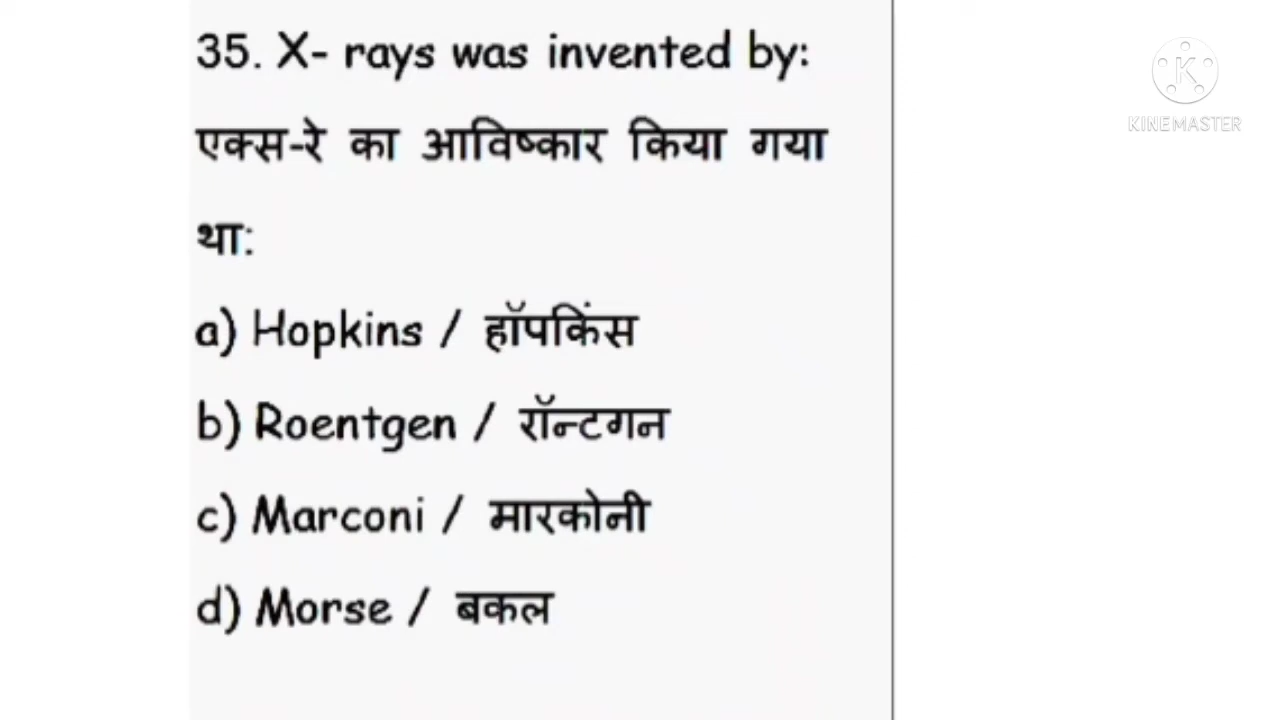 35. X- rays was invented by:
एक्स-रे का आविष्कार किया गया
था:
a) Hopkins / हॉपकिंस
b) Roentgen / रॉन्टगन
c) Marconi / मारकोनी
d) Morse / बकल
K
KINEMASTER